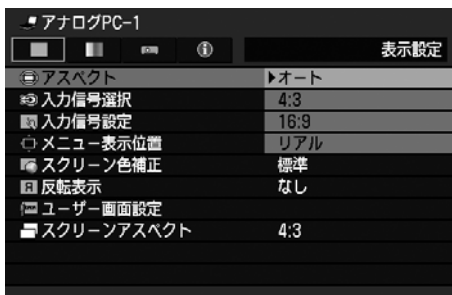 アナログPC-1
表示設定
アスペクト ▶オート
入力信号選択 4:3
入力信号設定 16:9
メニュー表示位置 リアル
スクリーン色補正 標準
反転表示 なし
ユーザー画面設定
スクリーンアスペクト 4:3